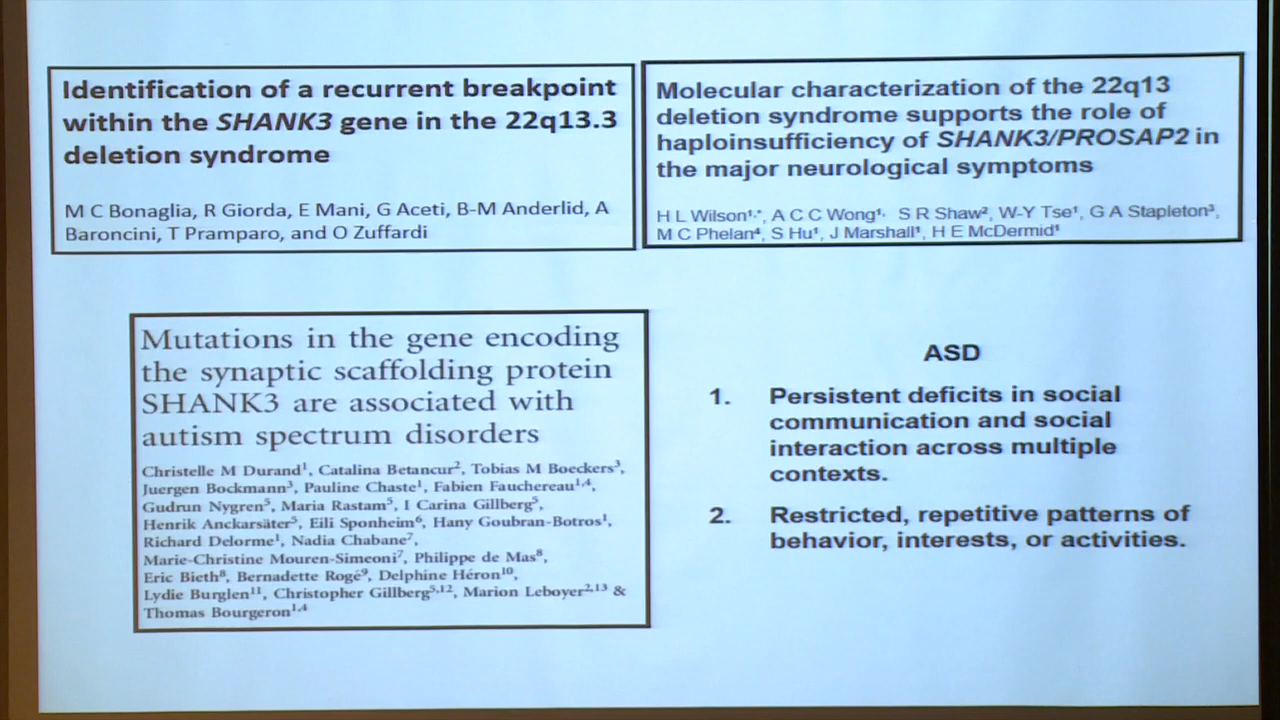 Identification of a recurrent breakpoint
within the SHANK3 gene in the 22q13.3
deletion syndrome
M C Bonaglia, R Giorda, E Mani, G Aceti, B-M Anderlid, A
Baroncini, T Pramparo, and O Zuffardi
Molecular characterization of the 22q13
deletion syndrome supports the role of
haploinsufficiency of SHANK3/PROSAP2 in
the major neurological symptoms
H L Wilson¹,*, A C C Wong¹, S R Shaw², W-Y Tse¹, G A Stapleton³,
M C Phelan⁴, S Hu¹, J Marshall¹, H E McDermid¹
Mutations in the gene encoding
the synaptic scaffolding protein
SHANK3 are associated with
autism spectrum disorders
Christelle M Durand¹, Catalina Betancur², Tobias M Boeckers³,
Juergen Bockmann³, Pauline Chaste¹, Fabien Fauchereau¹,⁴,
Gudrun Nygren⁵, Maria Rastam⁵, I Carina Gillberg⁵,
Henrik Anckarsäter⁵, Eili Sponheim⁶, Hany Goubran-Botros¹,
Richard Delorme¹, Nadia Chabane⁷,
Marie-Christine Mouren-Simeoni⁷, Philippe de Mas⁸,
Eric Bieth⁸, Bernadette Rogé⁹, Delphine Héron¹⁰,
Lydie Burglen¹¹, Christopher Gillberg⁵,¹², Marion Leboyer²,¹³ &
Thomas Bourgeron¹,⁴
ASD
1. Persistent deficits in social
communication and social
interaction across multiple
contexts.
2. Restricted, repetitive patterns of
behavior, interests, or activities.